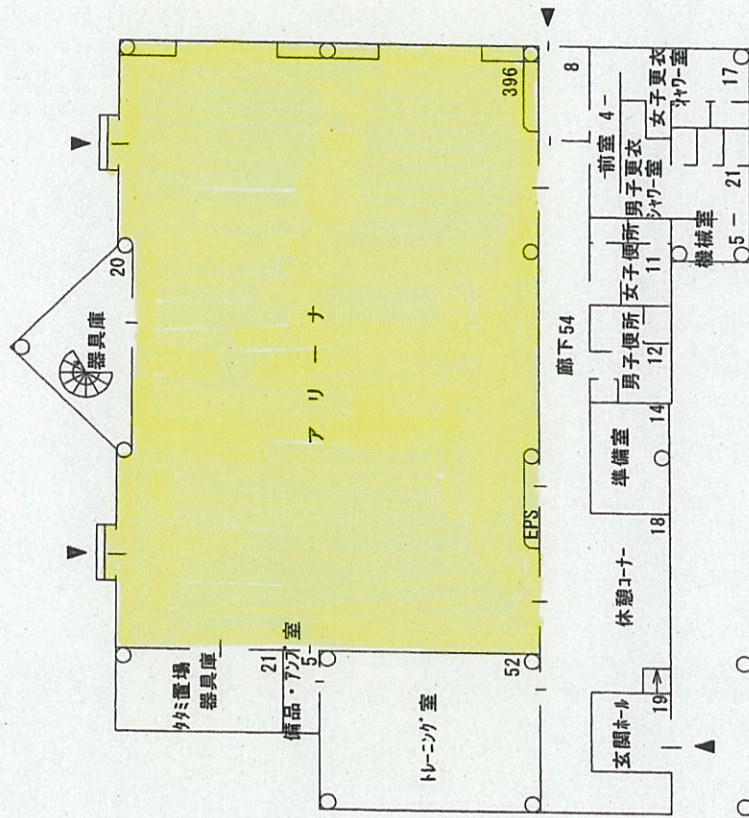 器具庫
20
アリーナ
396
EPS
タタミ置場
器具庫
21
備品・アンプ室
5
トレーニング室
52
廊下54
8
前室
4
女子更衣
シャワー室
17
男子更衣
シャワー室
21
機械室
5
女子便所
11
男子便所
12
準備室
14
休憩コーナー
18
玄関ホール
19